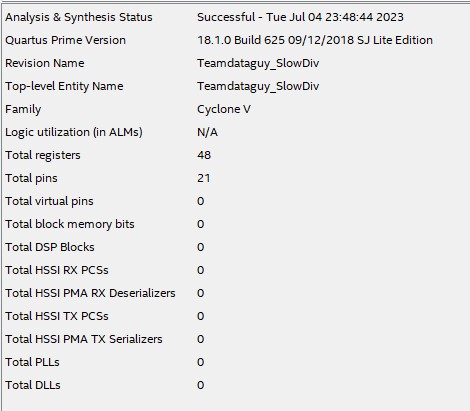 Analysis & Synthesis Status Successful - Tue Jul 04 23:48:44 2023
Quartus Prime Version 18.1.0 Build 625 09/12/2018 SJ Lite Edition
Revision Name Teamdataguy_SlowDiv
Top-level Entity Name Teamdataguy_SlowDiv
Family Cyclone V
Logic utilization (in ALMs) N/A
Total registers 48
Total pins 21
Total virtual pins 0
Total block memory bits 0
Total DSP Blocks 0
Total HSSI RX PCSs 0
Total HSSI PMA RX Deserializers 0
Total HSSI TX PCSs 0
Total HSSI PMA TX Serializers 0
Total PLLs 0
Total DLLs 0